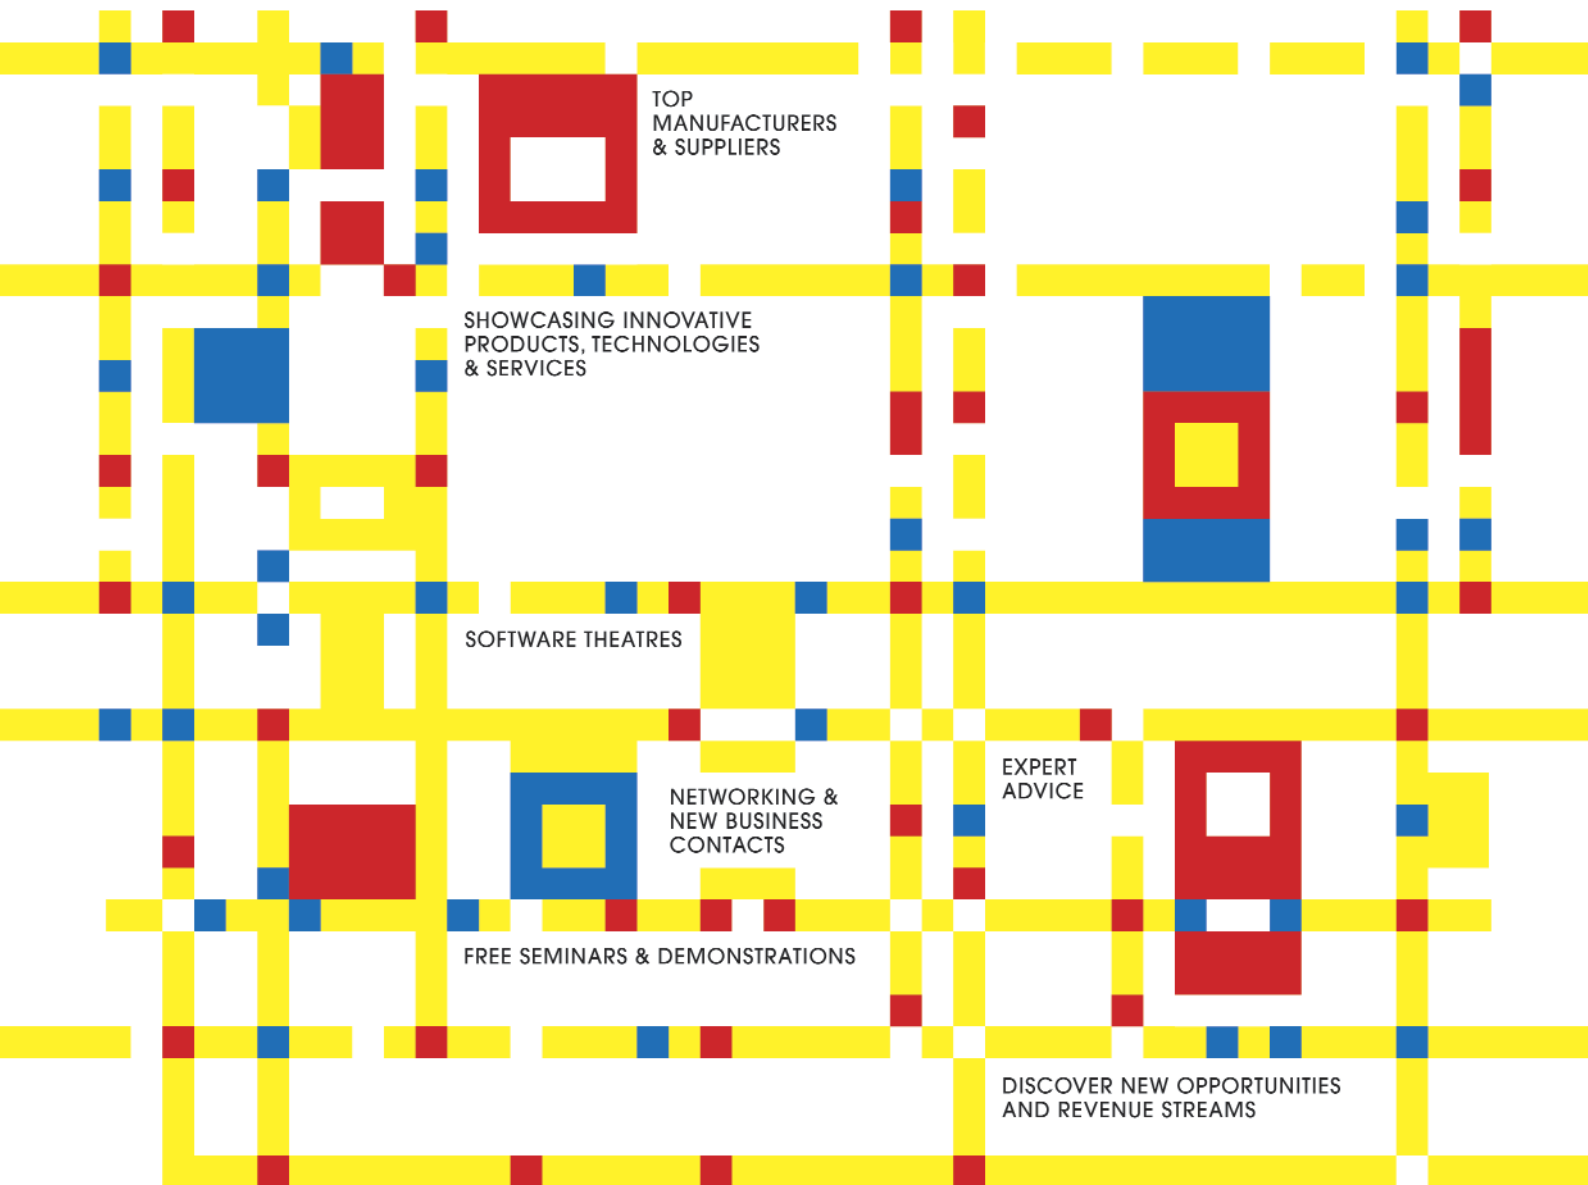 TOP
MANUFACTURERS
& SUPPLIERS
SHOWCASING INNOVATIVE
PRODUCTS, TECHNOLOGIES
& SERVICES
SOFTWARE THEATRES
EXPERT
ADVICE
NETWORKING &
NEW BUSINESS
CONTACTS
FREE SEMINARS & DEMONSTRATIONS
DISCOVER NEW OPPORTUNITIES
AND REVENUE STREAMS